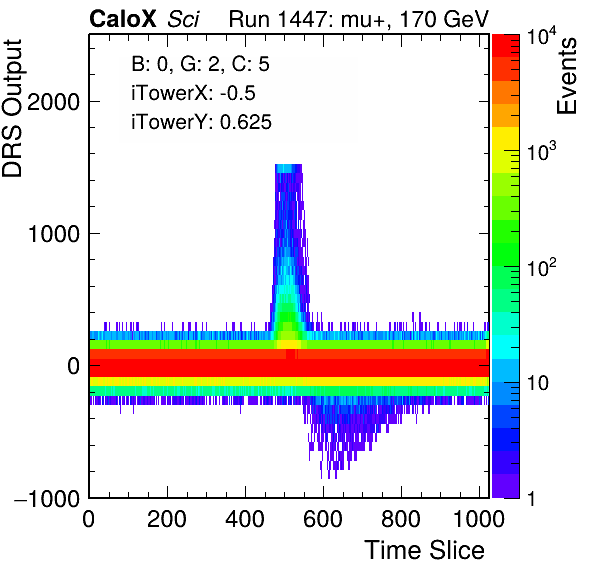 CaloX Sci Run 1447: mu+, 170 GeV
B: 0, G: 2, C: 5
iTowerX: -0.5
iTowerY: 0.625
DRS Output
2000
1000
0
−1000
0 200 400 600 800 1000
Time Slice
Events
10^4
10^3
10^2
10
1